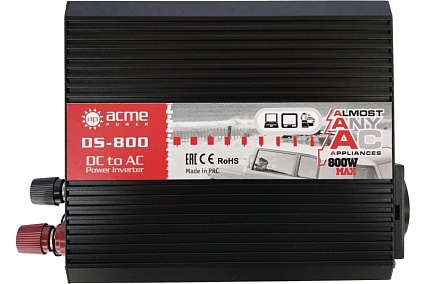 ap
acme
POWER
DS-800
DC to AC
Power Inverter
EAC CE RoHS
Made in PRC
ALMOST
ANY
AC
APPLIANCES
800W
MAX